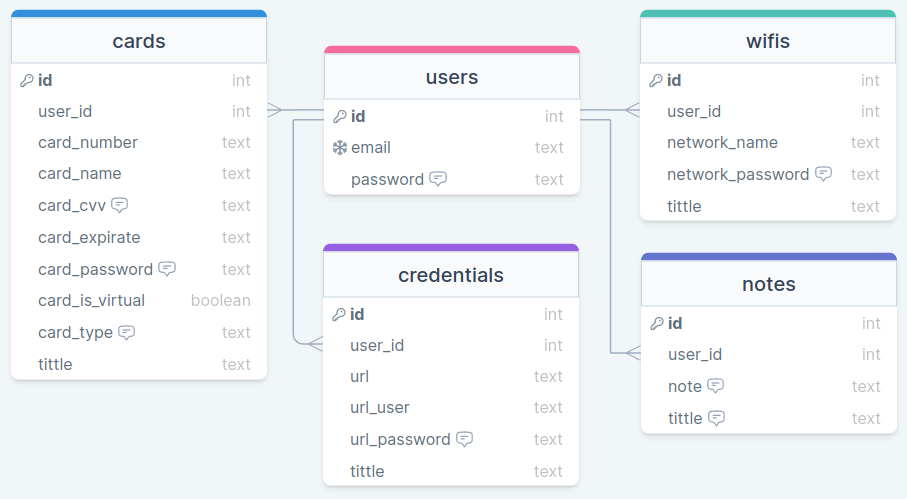 cards
id int
user_id int
card_number text
card_name text
card_cvv text
card_expirate text
card_password text
card_is_virtual boolean
card_type text
tittle text
users
id int
email text
password text
credentials
id int
user_id int
url text
url_user text
url_password text
tittle text
wifis
id int
user_id int
network_name text
network_password text
tittle text
notes
id int
user_id int
note text
tittle text